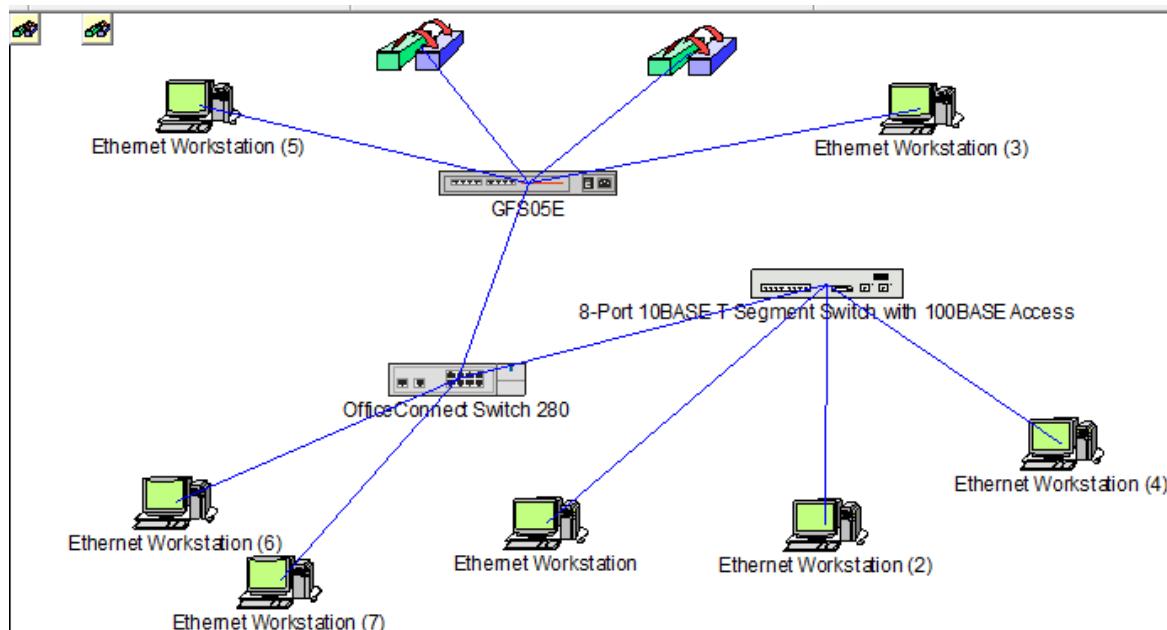 Ethernet Workstation (5)
Ethernet Workstation (3)
GFS05E
8-Port 10BASE-T Segment Switch with 100BASE Access
OfficeConnect Switch 280
Ethernet Workstation (4)
Ethernet Workstation (6)
Ethernet Workstation
Ethernet Workstation (2)
Ethernet Workstation (7)